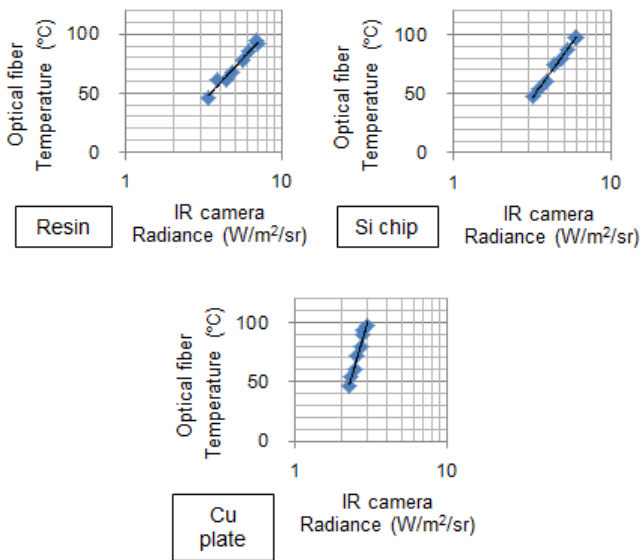 Optical fiber
Temperature (°C)
100
50
0
1
10
Resin
IR camera
Radiance (W/m²/sr)
Optical fiber
Temperature (°C)
100
50
0
1
10
Si chip
IR camera
Radiance (W/m²/sr)
Optical fiber
Temperature (°C)
100
50
0
1
10
Cu
plate
IR camera
Radiance (W/m²/sr)